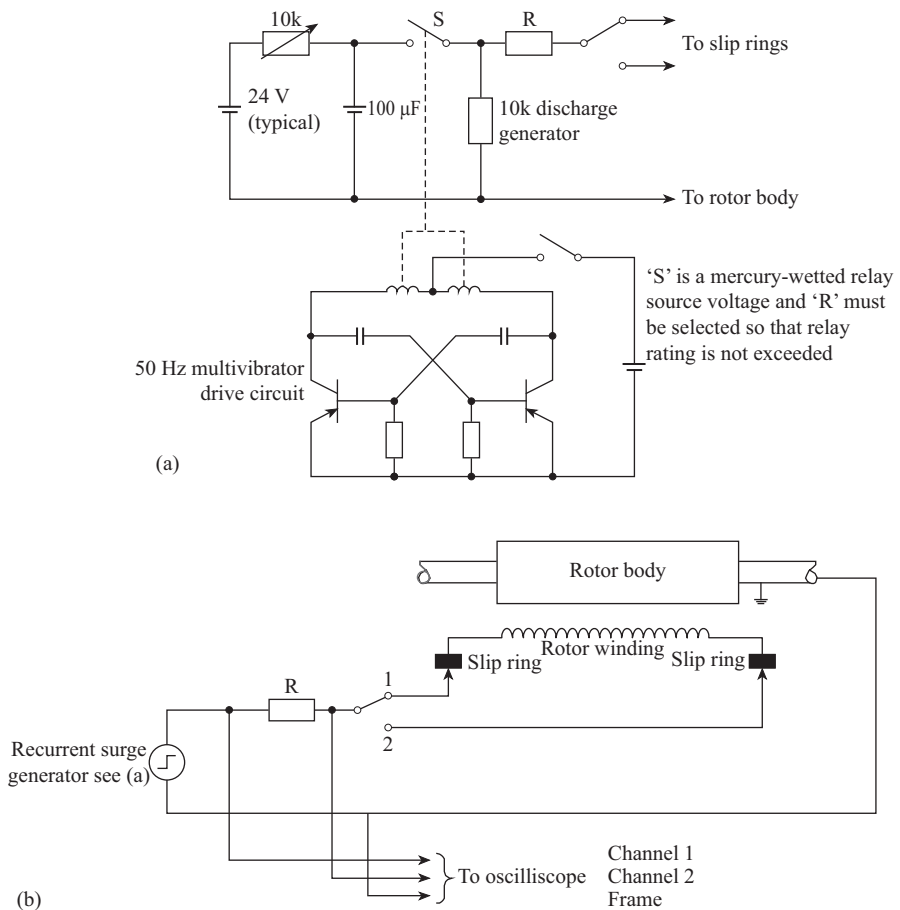 10k
S
R
To slip rings
24 V
(typical)
100 μF
10k discharge
generator
To rotor body
‘S’ is a mercury-wetted relay
source voltage and ‘R’ must
be selected so that relay
rating is not exceeded
50 Hz multivibrator
drive circuit
(a)
Rotor body
Rotor winding
Slip ring
Slip ring
1
R
2
Recurrent surge
generator see (a)
To oscilliscope
Channel 1
Channel 2
Frame
(b)